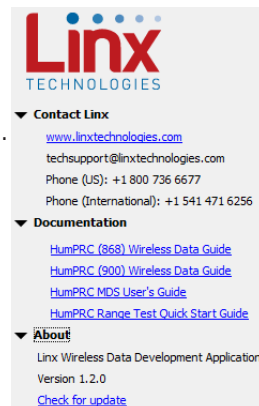 Linx
TECHNOLOGIES
Contact Linx
www.linxtechnologies.com
techsupport@linxtechnologies.com
Phone (US): +1 800 736 6677
Phone (International): +1 541 471 6256
Documentation
HumPRC (868) Wireless Data Guide
HumPRC (900) Wireless Data Guide
HumPRC MDS User's Guide
HumPRC Range Test Quick Start Guide
About
Linx Wireless Data Development Application
Version 1.2.0
Check for update